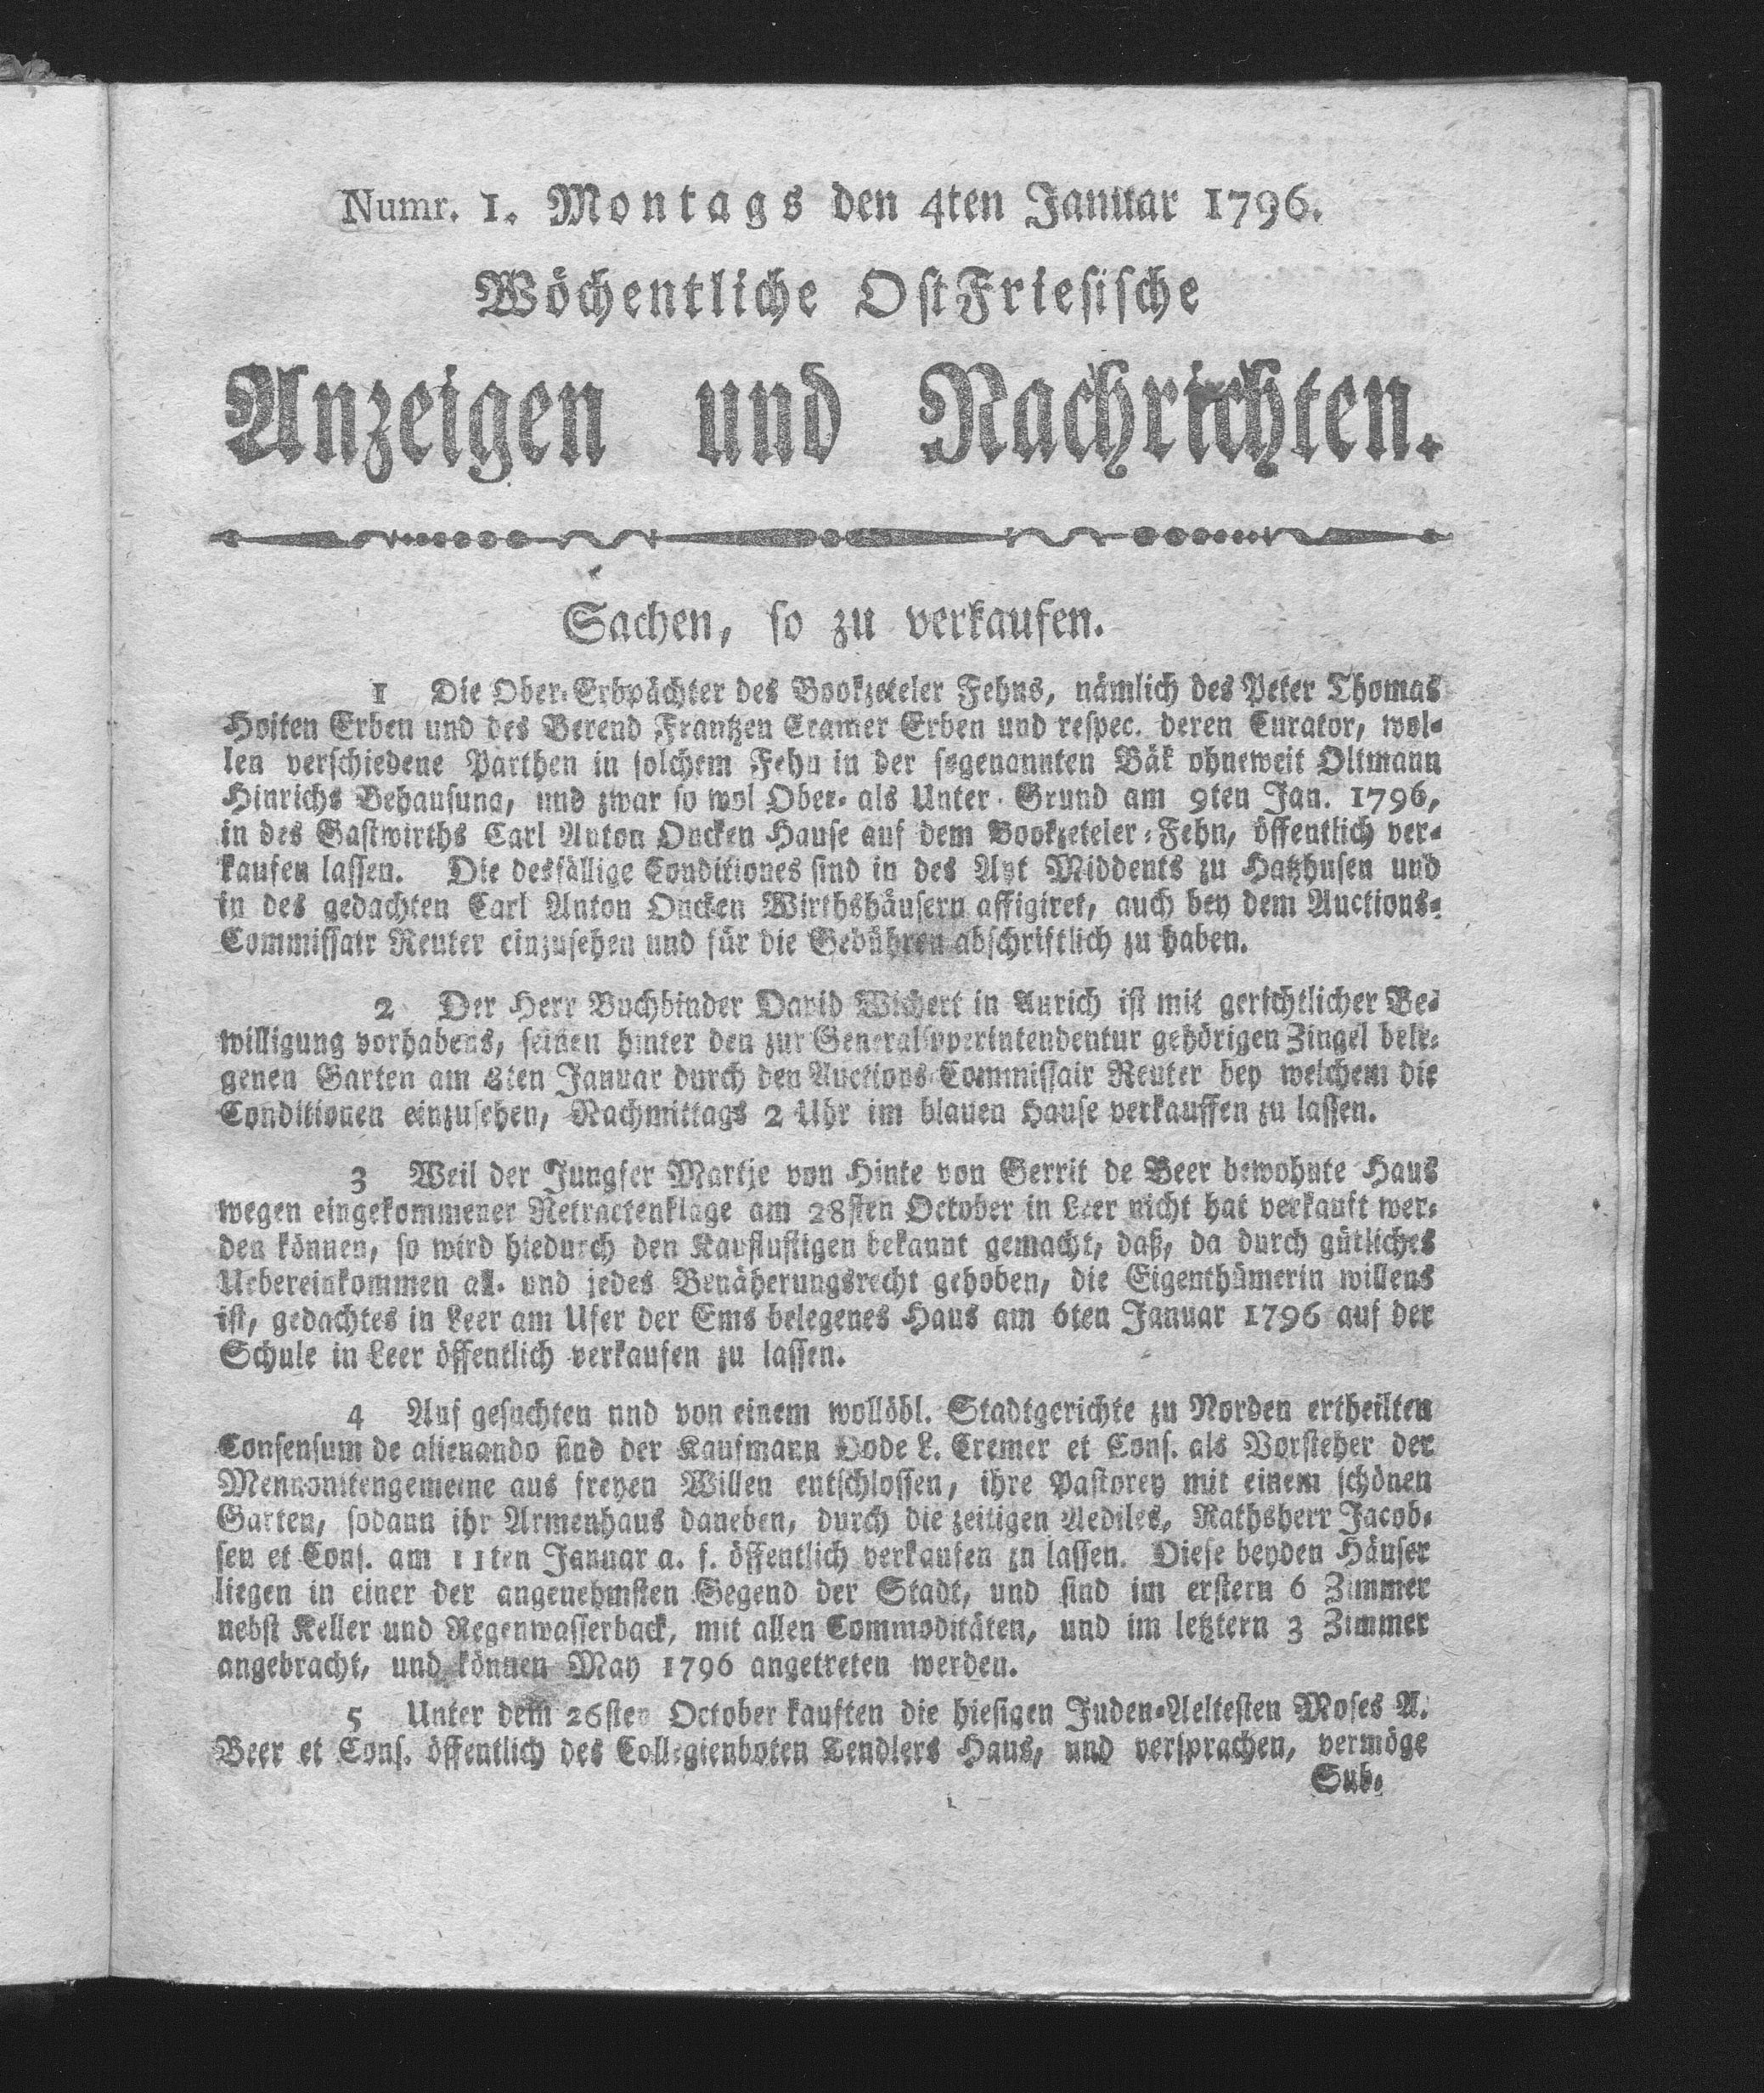 Numr. 1. Montags den 4ten Januar 1796.
Wöchentliche OstFriesische
Anzeigen und Nachrichten.
Sachen, so zu verkaufen.
1 Die Ober-Erbpächter des Bookzeteler Fehns, nämlich des Peter Thomas
Hoiten Erben und des Berend Frantzen Cramer Erben und respec. deren Curator, wol-
len verschiedene Parthen in solchem Fehn in der sogenannten Bäk ohneweit Oltmann
Hinrichs Behausung, und zwar so wol Ober- als Unter-Grund am 9ten Jan. 1796,
in des Gastwirths Carl Anton Oncken Hause auf dem Bookzeteler-Fehn, öffentlich ver-
kaufen lassen. Die desfällige Conditiones sind in des Apt Middents zu Hatzhusen und
in des gedachten Carl Anton Oncken Wirthshäusern affigiret, auch bey dem Auctions-
Commissair Reuter einzusehen und für die Gebühren abschriftlich zu haben.
2 Der Herr Buchbinder David Wichert in Aurich ist mit gerichtlicher Be-
willigung vorhabens, seinen hinter den zur Generalsuperintendentur gehörigen Zingel bele-
genen Garten am 8ten Januar durch den Auctions-Commissair Reuter bey welchem die
Conditionen einzusehen, Nachmittags 2 Uhr im blauen Hause verkauffen zu lassen.
3 Weil der Jungfer Martje von Hinte von Gerrit de Beer bewohnte Haus
wegen eingekommener Retractenklage am 28sten October in Leer nicht hat verkauft wer-
den können, so wird hiedurch den Kauflustigen bekannt gemacht, daß, da durch gütliches
Uebereinkommen all- und jedes Benäherungsrecht gehoben, die Eigenthümerin willens
ist, gedachtes in Leer am Ufer der Ems belegenes Haus am 6ten Januar 1796 auf der
Schule in Leer öffentlich verkaufen zu lassen.
4 Auf gesuchten und von einem wollöbl. Stadtgerichte zu Norden ertheilten
Consensum de alienando sind der Kaufmann Dode L. Cremer et Cons. als Vorsteher der
Mennonitengemeine aus freyen Willen entschlossen, ihre Pastorey mit einem schönen
Garten, sodann ihr Armenhaus daneben, durch die zeitigen Aediles, Rathsherr Jacob-
sen et Cons. am 11ten Januar a. f. öffentlich verkaufen zu lassen. Diese beyden Häuser
liegen in einer der angenehmsten Gegend der Stadt, und sind im erstern 6 Zimmer
nebst Keller und Regenwasserback, mit allen Commoditäten, und im letztern 3 Zimmer
angebracht, und können May 1796 angetreten werden.
5 Unter dem 26sten October kauften die hiesigen Juden-Aeltesten Moses A.
Beer et Cons. öffentlich des Collegienboten Tendlers Haus, und versprachen, vermöge
Sub-